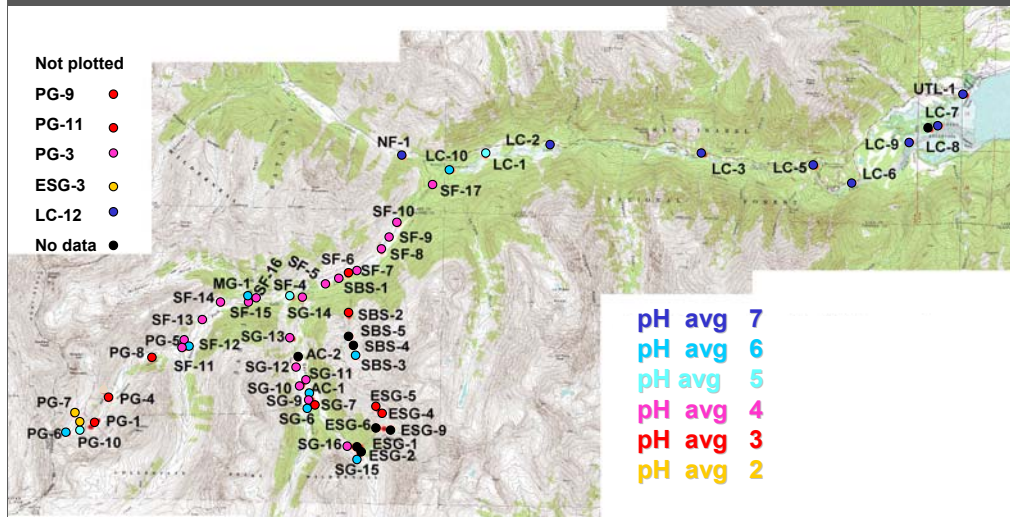 Not plotted
PG-9
PG-11
PG-3
ESG-3
LC-12
No data
UTL-1
LC-7
LC-8
LC-9
LC-6
LC-5
LC-3
LC-2
LC-1
LC-10
NF-1
SF-17
SF-10
SF-9
SF-8
SF-7
SF-6
SF-5
SBS-1
SF-4
SG-14
SF-16
MG-1
SF-15
SF-14
SF-13
SF-12
SF-11
PG-5
PG-8
PG-4
PG-7
PG-1
PG-6
PG-10
SBS-2
SBS-5
SBS-4
SBS-3
SG-13
AC-2
SG-12
SG-11
SG-10
AC-1
SG-9
SG-7
SG-6
ESG-5
ESG-4
ESG-6
ESG-9
SG-16
ESG-1
ESG-2
SG-15
SAN ISABEL
NATIONAL FOREST
WILDERNESS
pH avg 7
pH avg 6
pH avg 5
pH avg 4
pH avg 3
pH avg 2